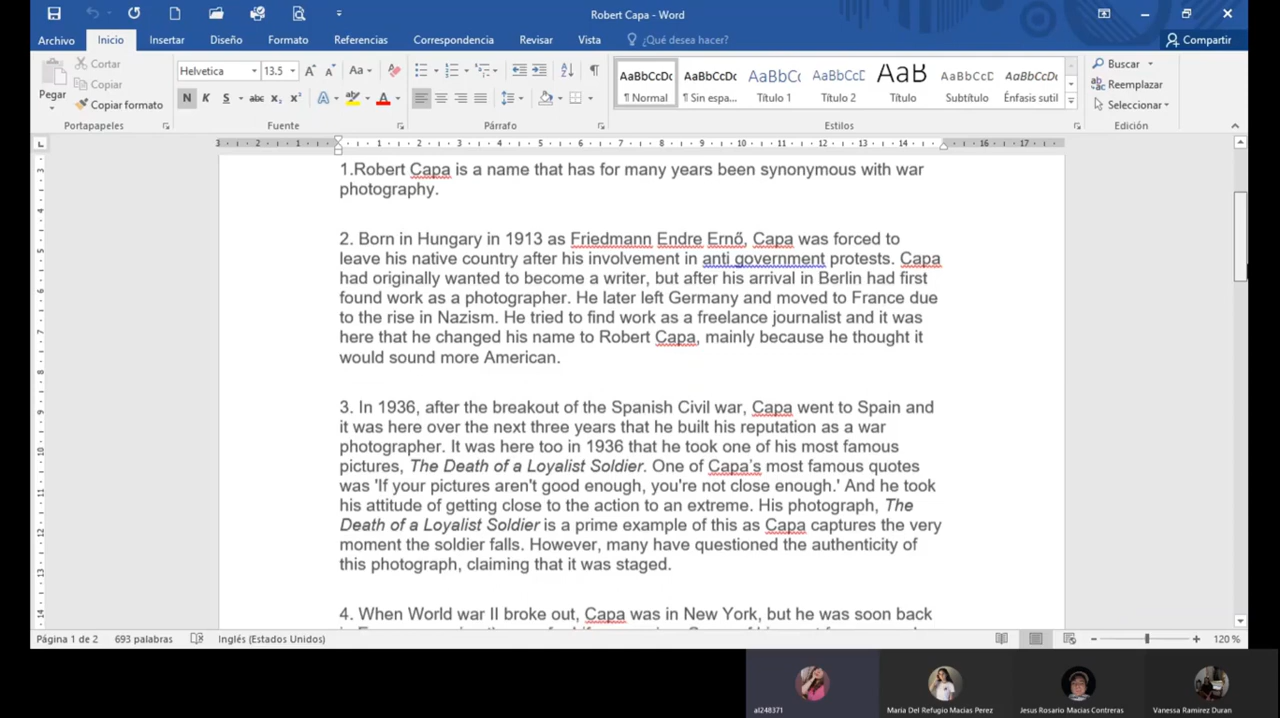 Robert Capa - Word
Archivo Inicio Insertar Diseño Formato Referencias Correspondencia Revisar Vista ¿Qué desea hacer? Compartir
Pegar
Cortar
Copiar
Copiar formato
Portapapeles
Helvetica 13.5
Fuente
Párrafo
AaBbCcDc AaBbCcDc AaBbCc AaBbCcD AaB AaBbCcD AaBbCcDc
¶ Normal ¶ Sin espa... Título 1 Título 2 Título Subtítulo Énfasis sutil
Estilos
Buscar
Reemplazar
Seleccionar
Edición
1.Robert Capa is a name that has for many years been synonymous with war
photography.
2. Born in Hungary in 1913 as Friedmann Endre Ernő, Capa was forced to
leave his native country after his involvement in anti government protests. Capa
had originally wanted to become a writer, but after his arrival in Berlin had first
found work as a photographer. He later left Germany and moved to France due
to the rise in Nazism. He tried to find work as a freelance journalist and it was
here that he changed his name to Robert Capa, mainly because he thought it
would sound more American.
3. In 1936, after the breakout of the Spanish Civil war, Capa went to Spain and
it was here over the next three years that he built his reputation as a war
photographer. It was here too in 1936 that he took one of his most famous
pictures, The Death of a Loyalist Soldier. One of Capa's most famous quotes
was 'If your pictures aren't good enough, you're not close enough.' And he took
his attitude of getting close to the action to an extreme. His photograph, The
Death of a Loyalist Soldier is a prime example of this as Capa captures the very
moment the soldier falls. However, many have questioned the authenticity of
this photograph, claiming that it was staged.
4. When World war II broke out, Capa was in New York, but he was soon back
Página 1 de 2 693 palabras Inglés (Estados Unidos) 120 %
al248371
Maria Del Refugio Macias Perez
Jesus Rosario Macias Contreras
Vanessa Ramirez Duran